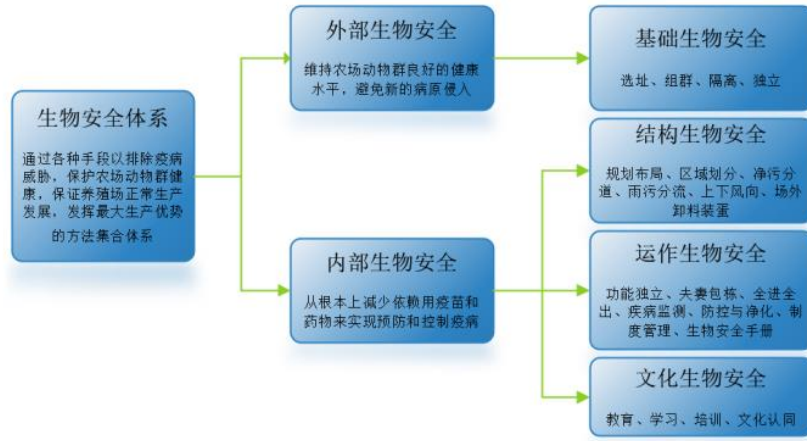 生物安全体系
通过各种手段以排除疫病
威胁，保护农场动物群健
康，保证养殖场正常生产
发展，发挥最大生产优势
的方法集合体系
外部生物安全
维持农场动物群良好的健康
水平，避免新的病原侵入
内部生物安全
从根本上减少依赖用疫苗和
药物来实现预防和控制疫病
基础生物安全
选址、组群、隔离、独立
结构生物安全
规划布局、区域划分、净污分
道、雨污分流、上下风向、场外
卸料装蛋
运作生物安全
功能独立、夫妻包栋、全进全
出、疾病监测、防控与净化、制
度管理、生物安全手册
文化生物安全
教育、学习、培训、文化认同